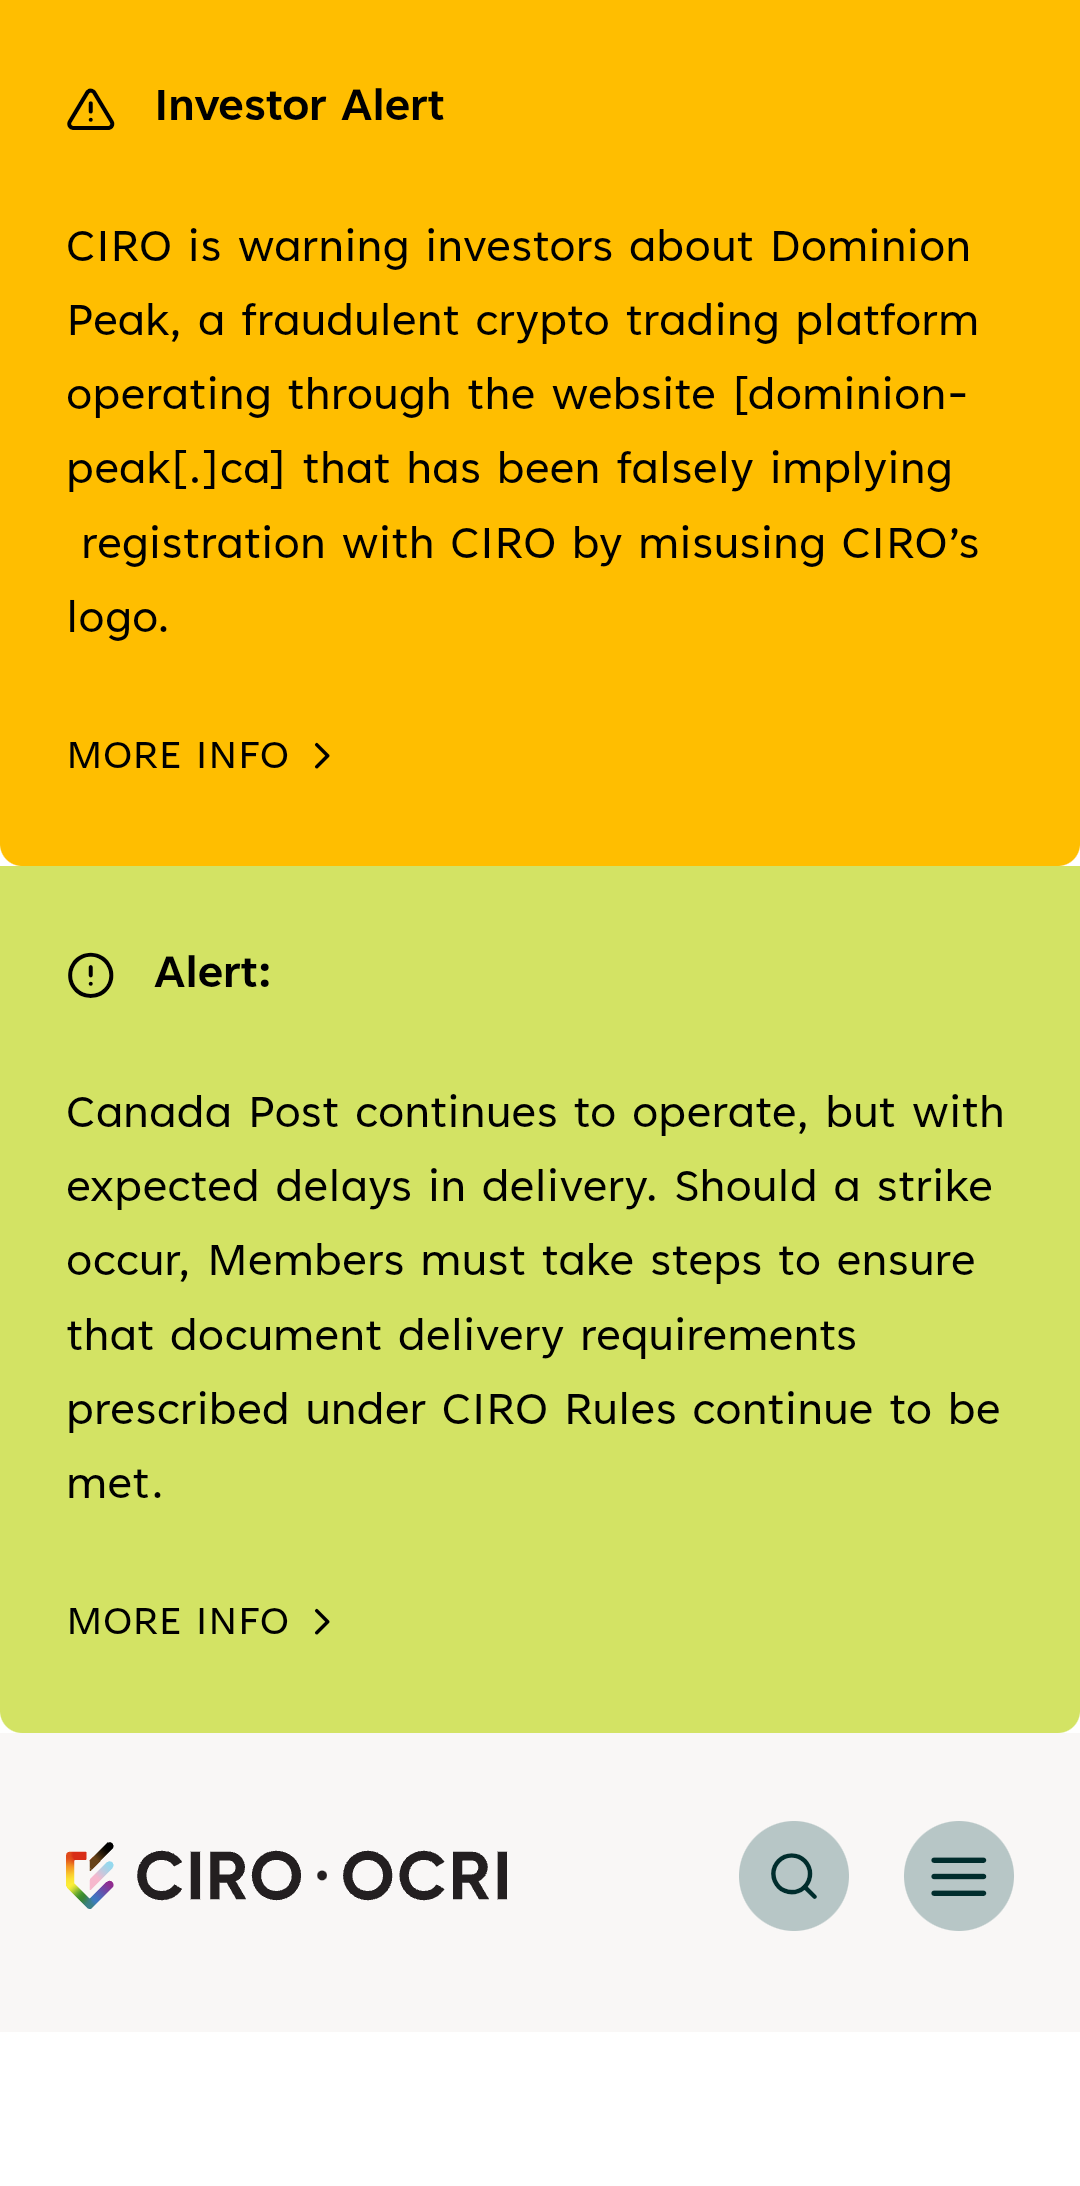 Investor Alert
CIRO is warning investors about Dominion
Peak, a fraudulent crypto trading platform
operating through the website [dominion-
peak[.]ca] that has been falsely implying
registration with CIRO by misusing CIRO’s
logo.
MORE INFO
Alert:
Canada Post continues to operate, but with
expected delays in delivery. Should a strike
occur, Members must take steps to ensure
that document delivery requirements
prescribed under CIRO Rules continue to be
met.
MORE INFO
CIRO · OCRI